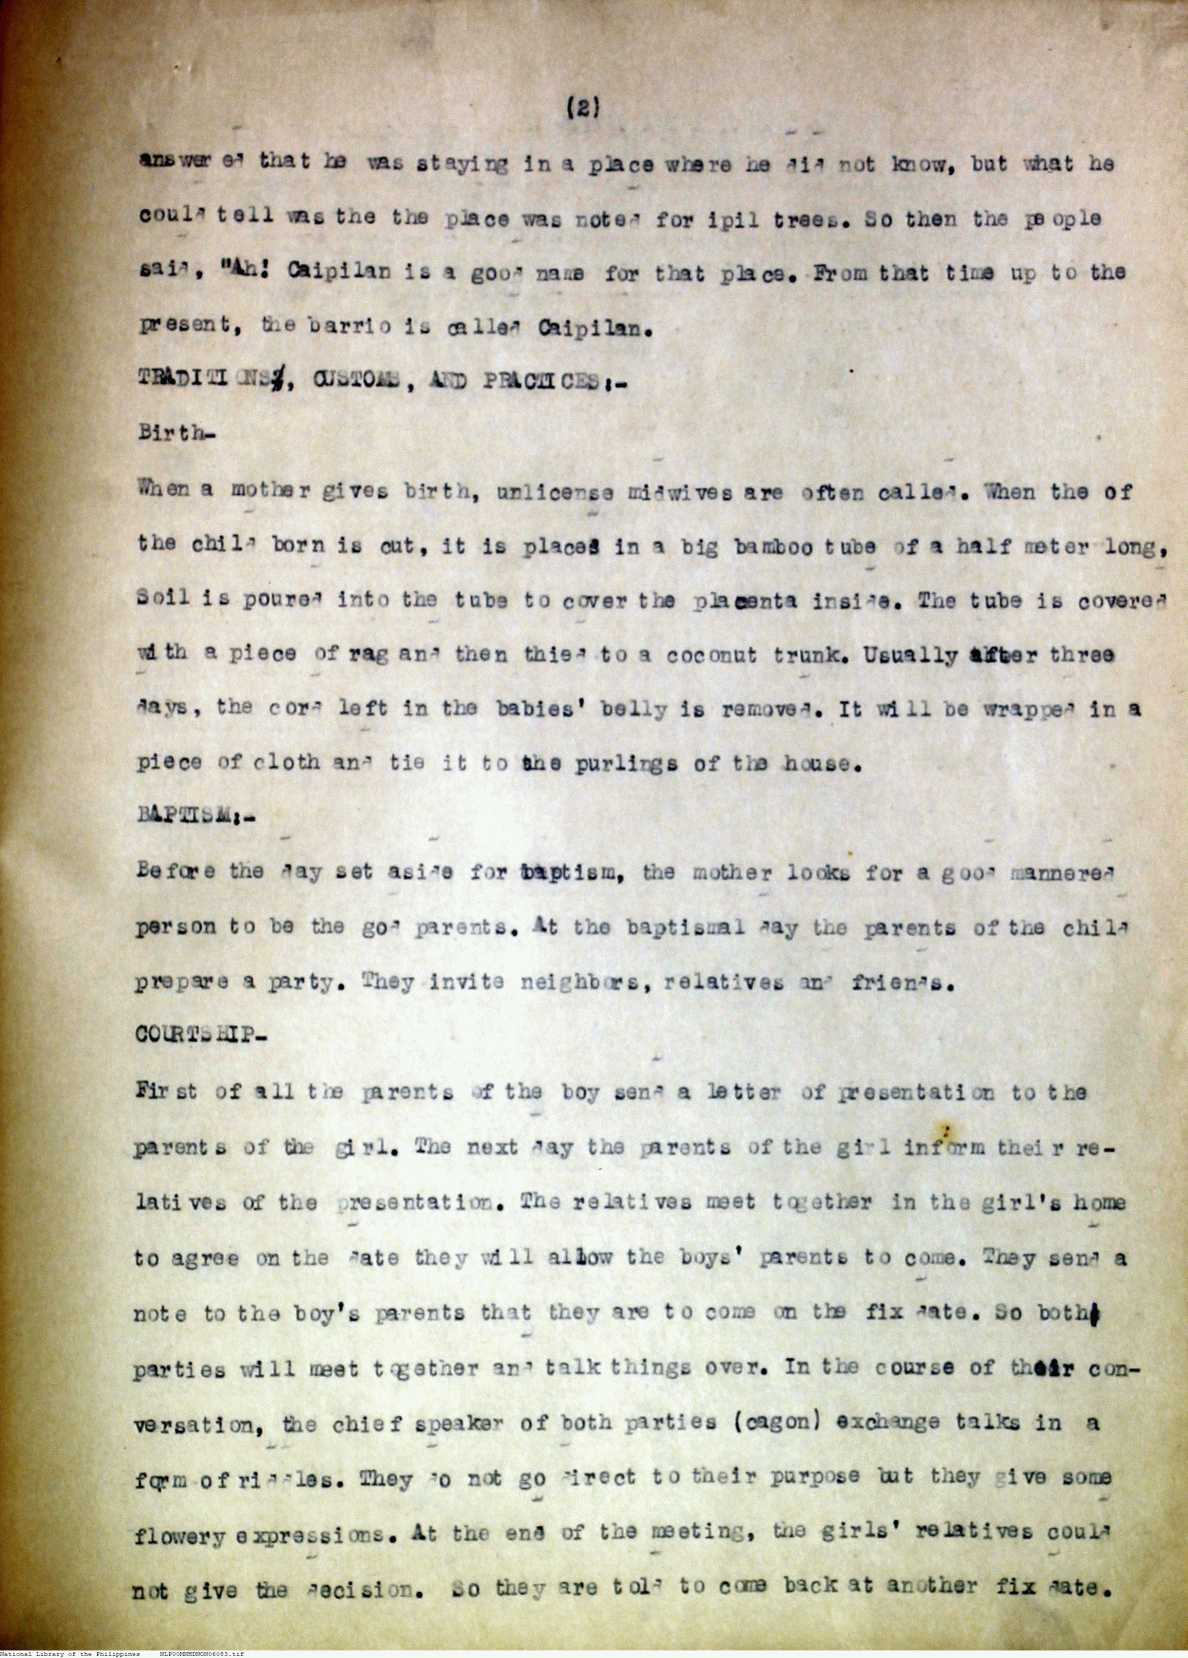 (2)
answered that he was staying in a place where he did not know, but what he
could tell was the the place was noted for ipil trees. So then the people
said, "Ah! Caipilan is a good name for that place. From that time up to the
present, the barrio is called Caipilan.
TRADITIONS, CUSTOMS, AND PRACTICES:-
Birth-
When a mother gives birth, unlicense midwives are often called. When the of
the child born is cut, it is placed in a big bamboo tube of a half meter long,
Soil is poured into the tube to cover the placenta inside. The tube is covered
with a piece of rag and then thied to a coconut trunk. Usually after three
days, the cord left in the babies' belly is removed. It will be wrapped in a
piece of cloth and tie it to the purlings of the house.
BAPTISM:-
Before the day set aside for baptism, the mother looks for a good mannered
person to be the god parents. At the baptismal day the parents of the child
prepare a party. They invite neighbors, relatives and friends.
COURTSHIP-
First of all the parents of the boy send a letter of presentation to the
parents of the girl. The next day the parents of the girl inform their re-
latives of the presentation. The relatives meet together in the girl's home
to agree on the date they will allow the boys' parents to come. They send a
note to the boy's parents that they are to come on the fix date. So both
parties will meet together and talk things over. In the course of their con-
versation, the chief speaker of both parties (cagon) exchange talks in a
form of riddles. They do not go direct to their purpose but they give some
flowery expressions. At the end of the meeting, the girls' relatives could
not give the decision. So they are told to come back at another fix date.
National Library of the Philippines